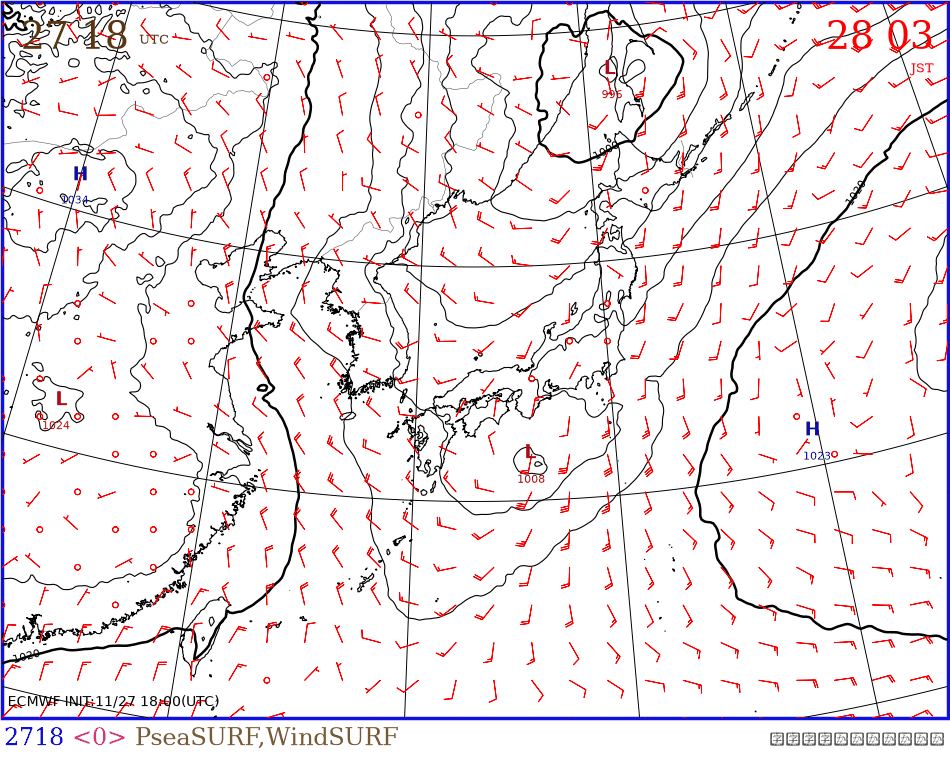 27 18 UTC 28 03 JST
L 996
1000
H 1034
1020
L 1024
H 1023
L 1008
1020
ECMWF INIT:11/27 18:00(UTC)
2718 <0> PseaSURF,WindSURF